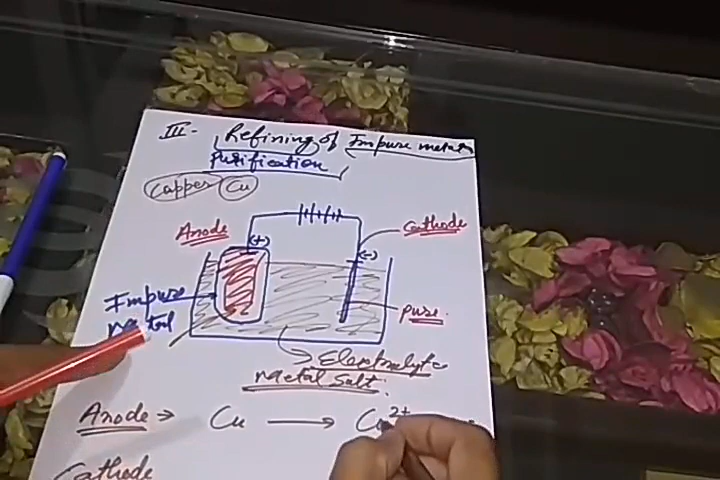 III- Refining of Impure metals
Purification
Copper Cu
Anode (+)
Cathode (-)
Impure
metal
pure
Electrolyte
metal salt.
Anode → Cu → Cu2+
Cathode